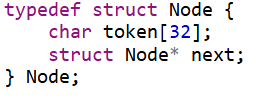 typedef struct Node {
    char token[32];
    struct Node* next;
} Node;